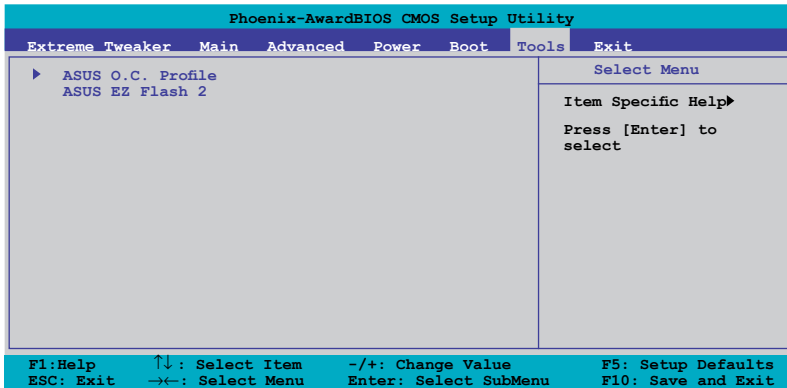 Phoenix-AwardBIOS CMOS Setup Utility
Extreme Tweaker Main Advanced Power Boot Tools Exit
ASUS O.C. Profile
ASUS EZ Flash 2
Select Menu
Item Specific Help
Press [Enter] to
select
F1:Help ↑↓: Select Item -/+: Change Value F5: Setup Defaults
ESC: Exit →←: Select Menu Enter: Select SubMenu F10: Save and Exit